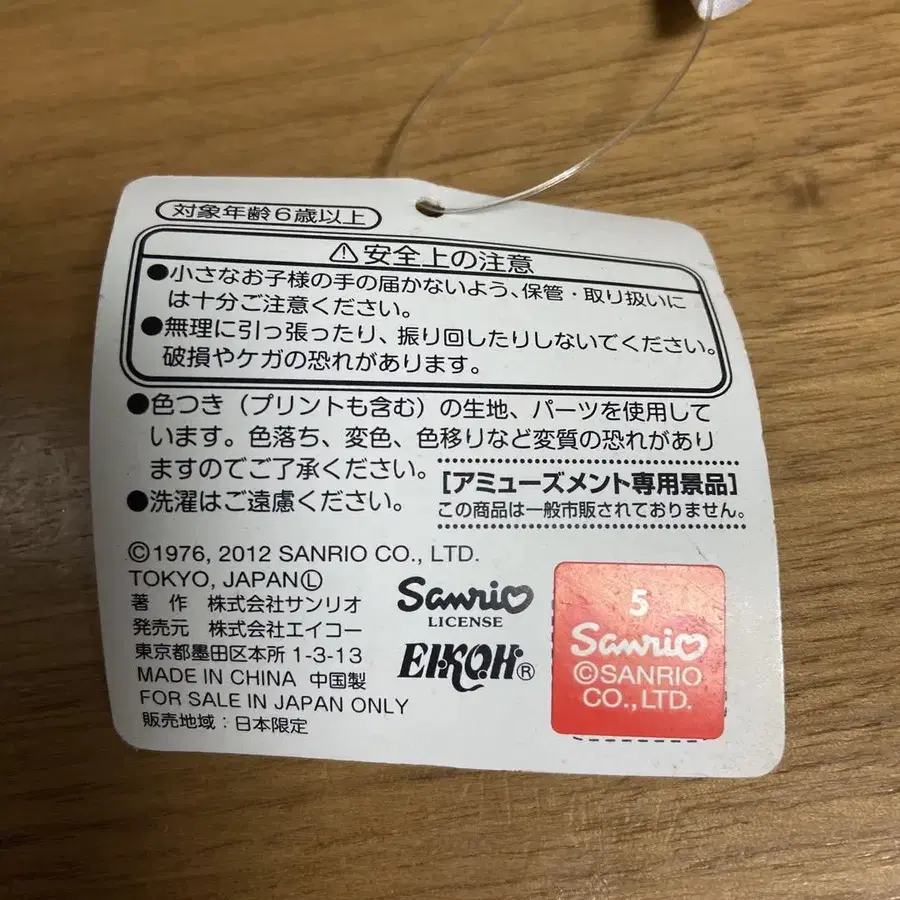 対象年齢6歳以上
⚠安全上の注意
●小さなお子様の手の届かないよう、保管・取り扱いに
は十分ご注意ください。
●無理に引っ張ったり、振り回したりしないでください。
破損やケガの恐れがあります。
●色つき（プリントも含む）の生地、パーツを使用して
います。色落ち、変色、色移りなど変質の恐れがあり
ますのでご了承ください。
●洗濯はご遠慮ください。
[アミューズメント専用景品]
この商品は一般市販されておりません。
©1976, 2012 SANRIO CO., LTD.
TOKYO, JAPANⓁ
著 作 株式会社サンリオ
発売元 株式会社エイコー
東京都墨田区本所 1-3-13
MADE IN CHINA 中国製
FOR SALE IN JAPAN ONLY
販売地域：日本限定
Sanrio
LICENSE
EIKOH®
5
Sanrio
©SANRIO
CO., LTD.